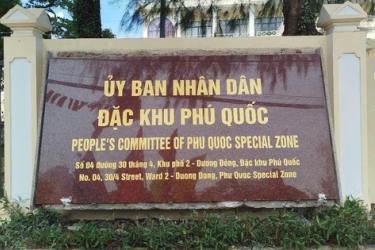 ỦY BAN NHÂN DÂN
ĐẶC KHU PHÚ QUỐC
PEOPLE'S COMMITTEE OF PHU QUOC SPECIAL ZONE
Số 04 đường 30 tháng 4, Khu phố 2 - Dương Đông, Đặc khu Phú Quốc
No. 04, 30/4 Street, Ward 2 - Duong Dong, Phu Quoc Special Zone